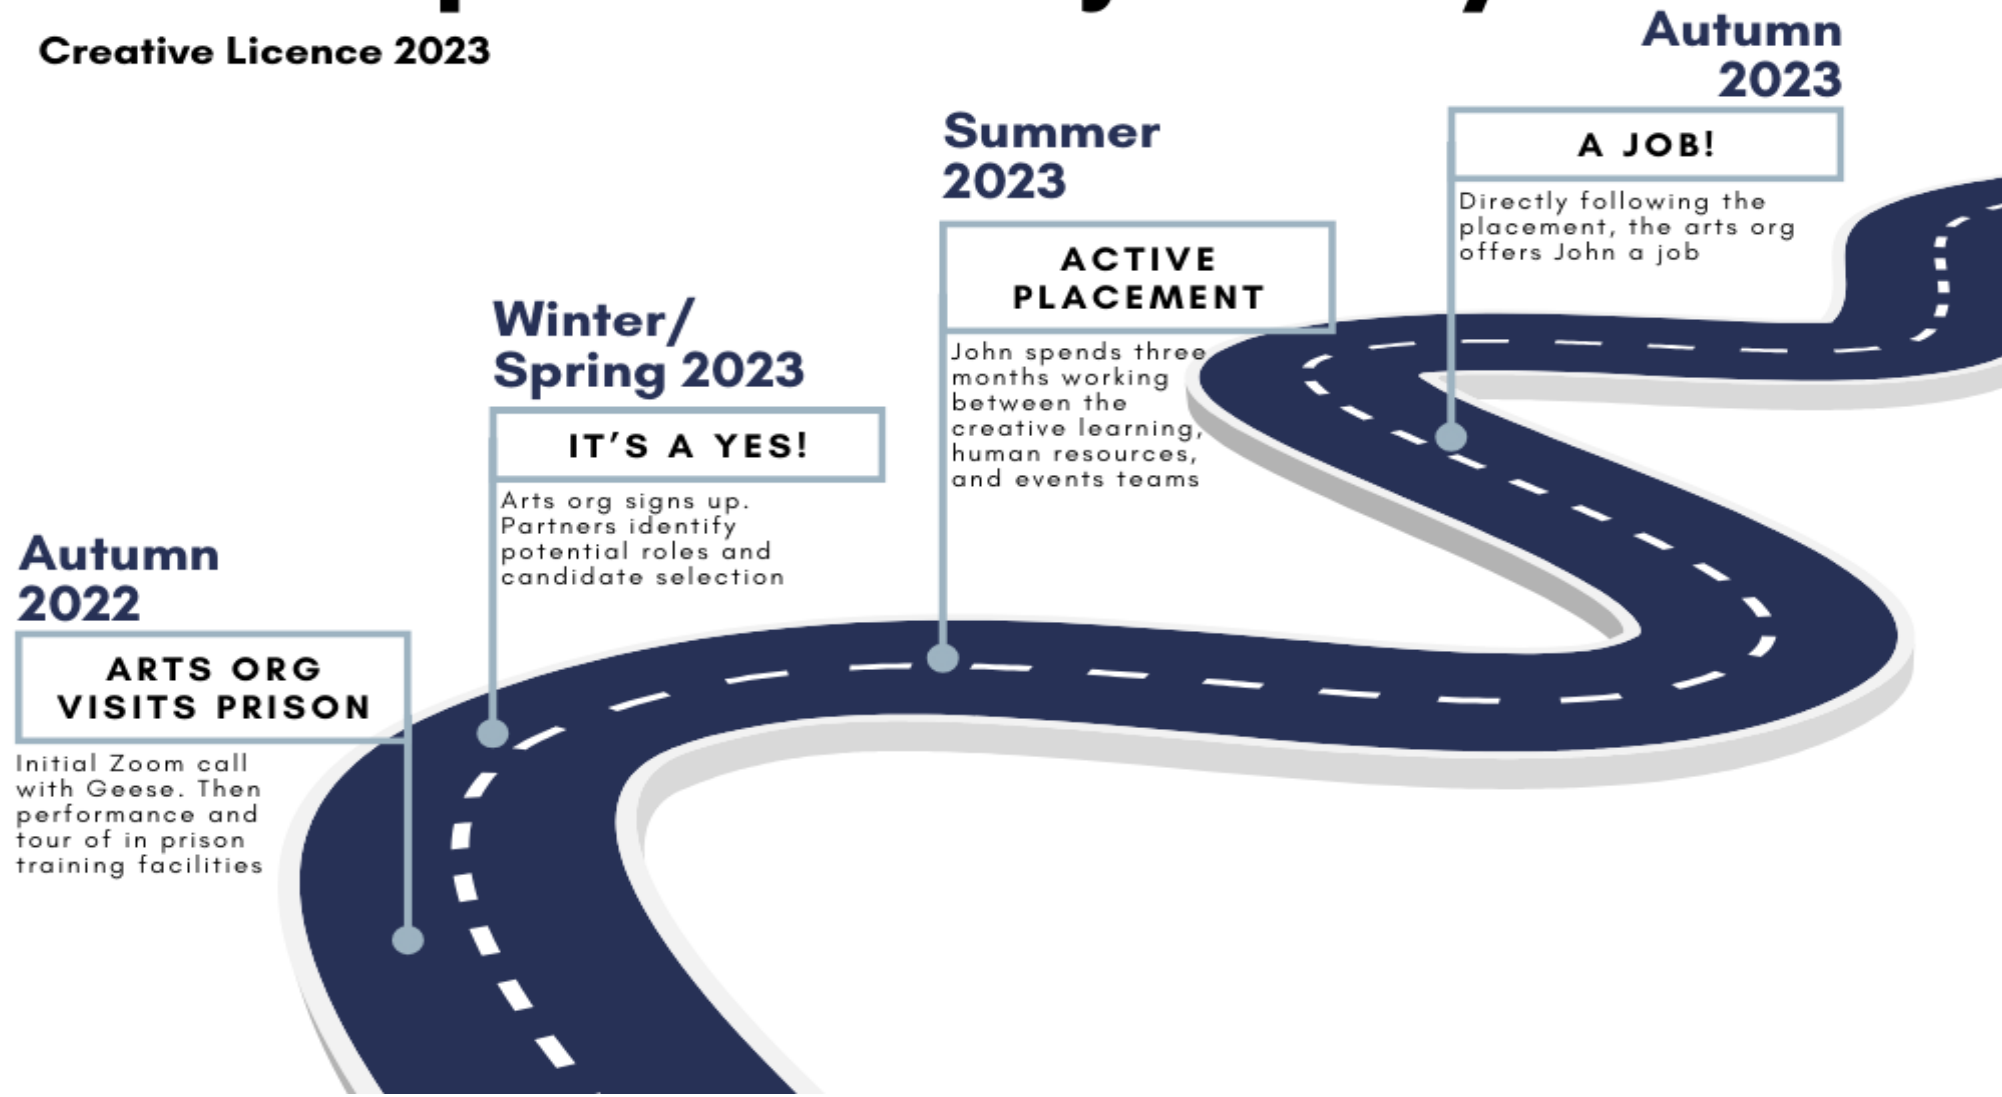 Creative Licence 2023
Autumn
2022
ARTS ORG
VISITS PRISON
Initial Zoom call
with Geese. Then
performance and
tour of in prison
training facilities
Winter/
Spring 2023
IT’S A YES!
Arts org signs up.
Partners identify
potential roles and
candidate selection
Summer
2023
ACTIVE
PLACEMENT
John spends three
months working
between the
creative learning,
human resources,
and events teams
Autumn
2023
A JOB!
Directly following the
placement, the arts org
offers John a job